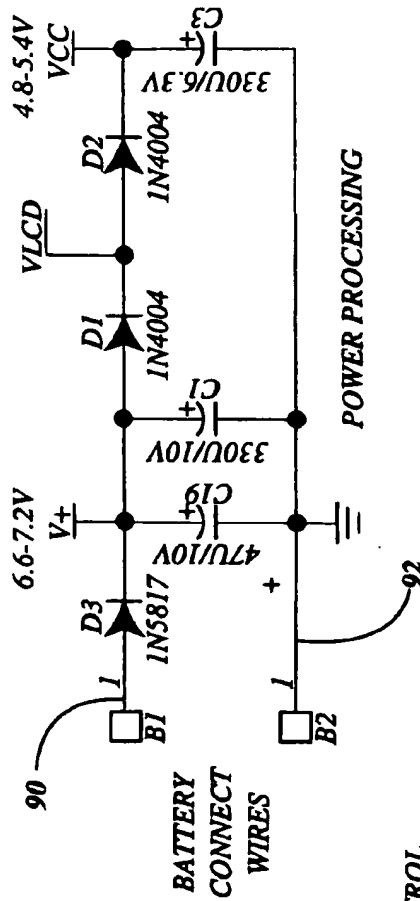 4.8-5.4V
VCC
C3
330U/6.3V
D2
1N4004
VLCD
D1
1N4004
C1
330U/10V
POWER PROCESSING
6.6-7.2V
V+
C19
47U/10V
D3
1N5817
+
92
1
1
B1
B2
90
BATTERY
CONNECT
WIRES
+
+
+
ROL